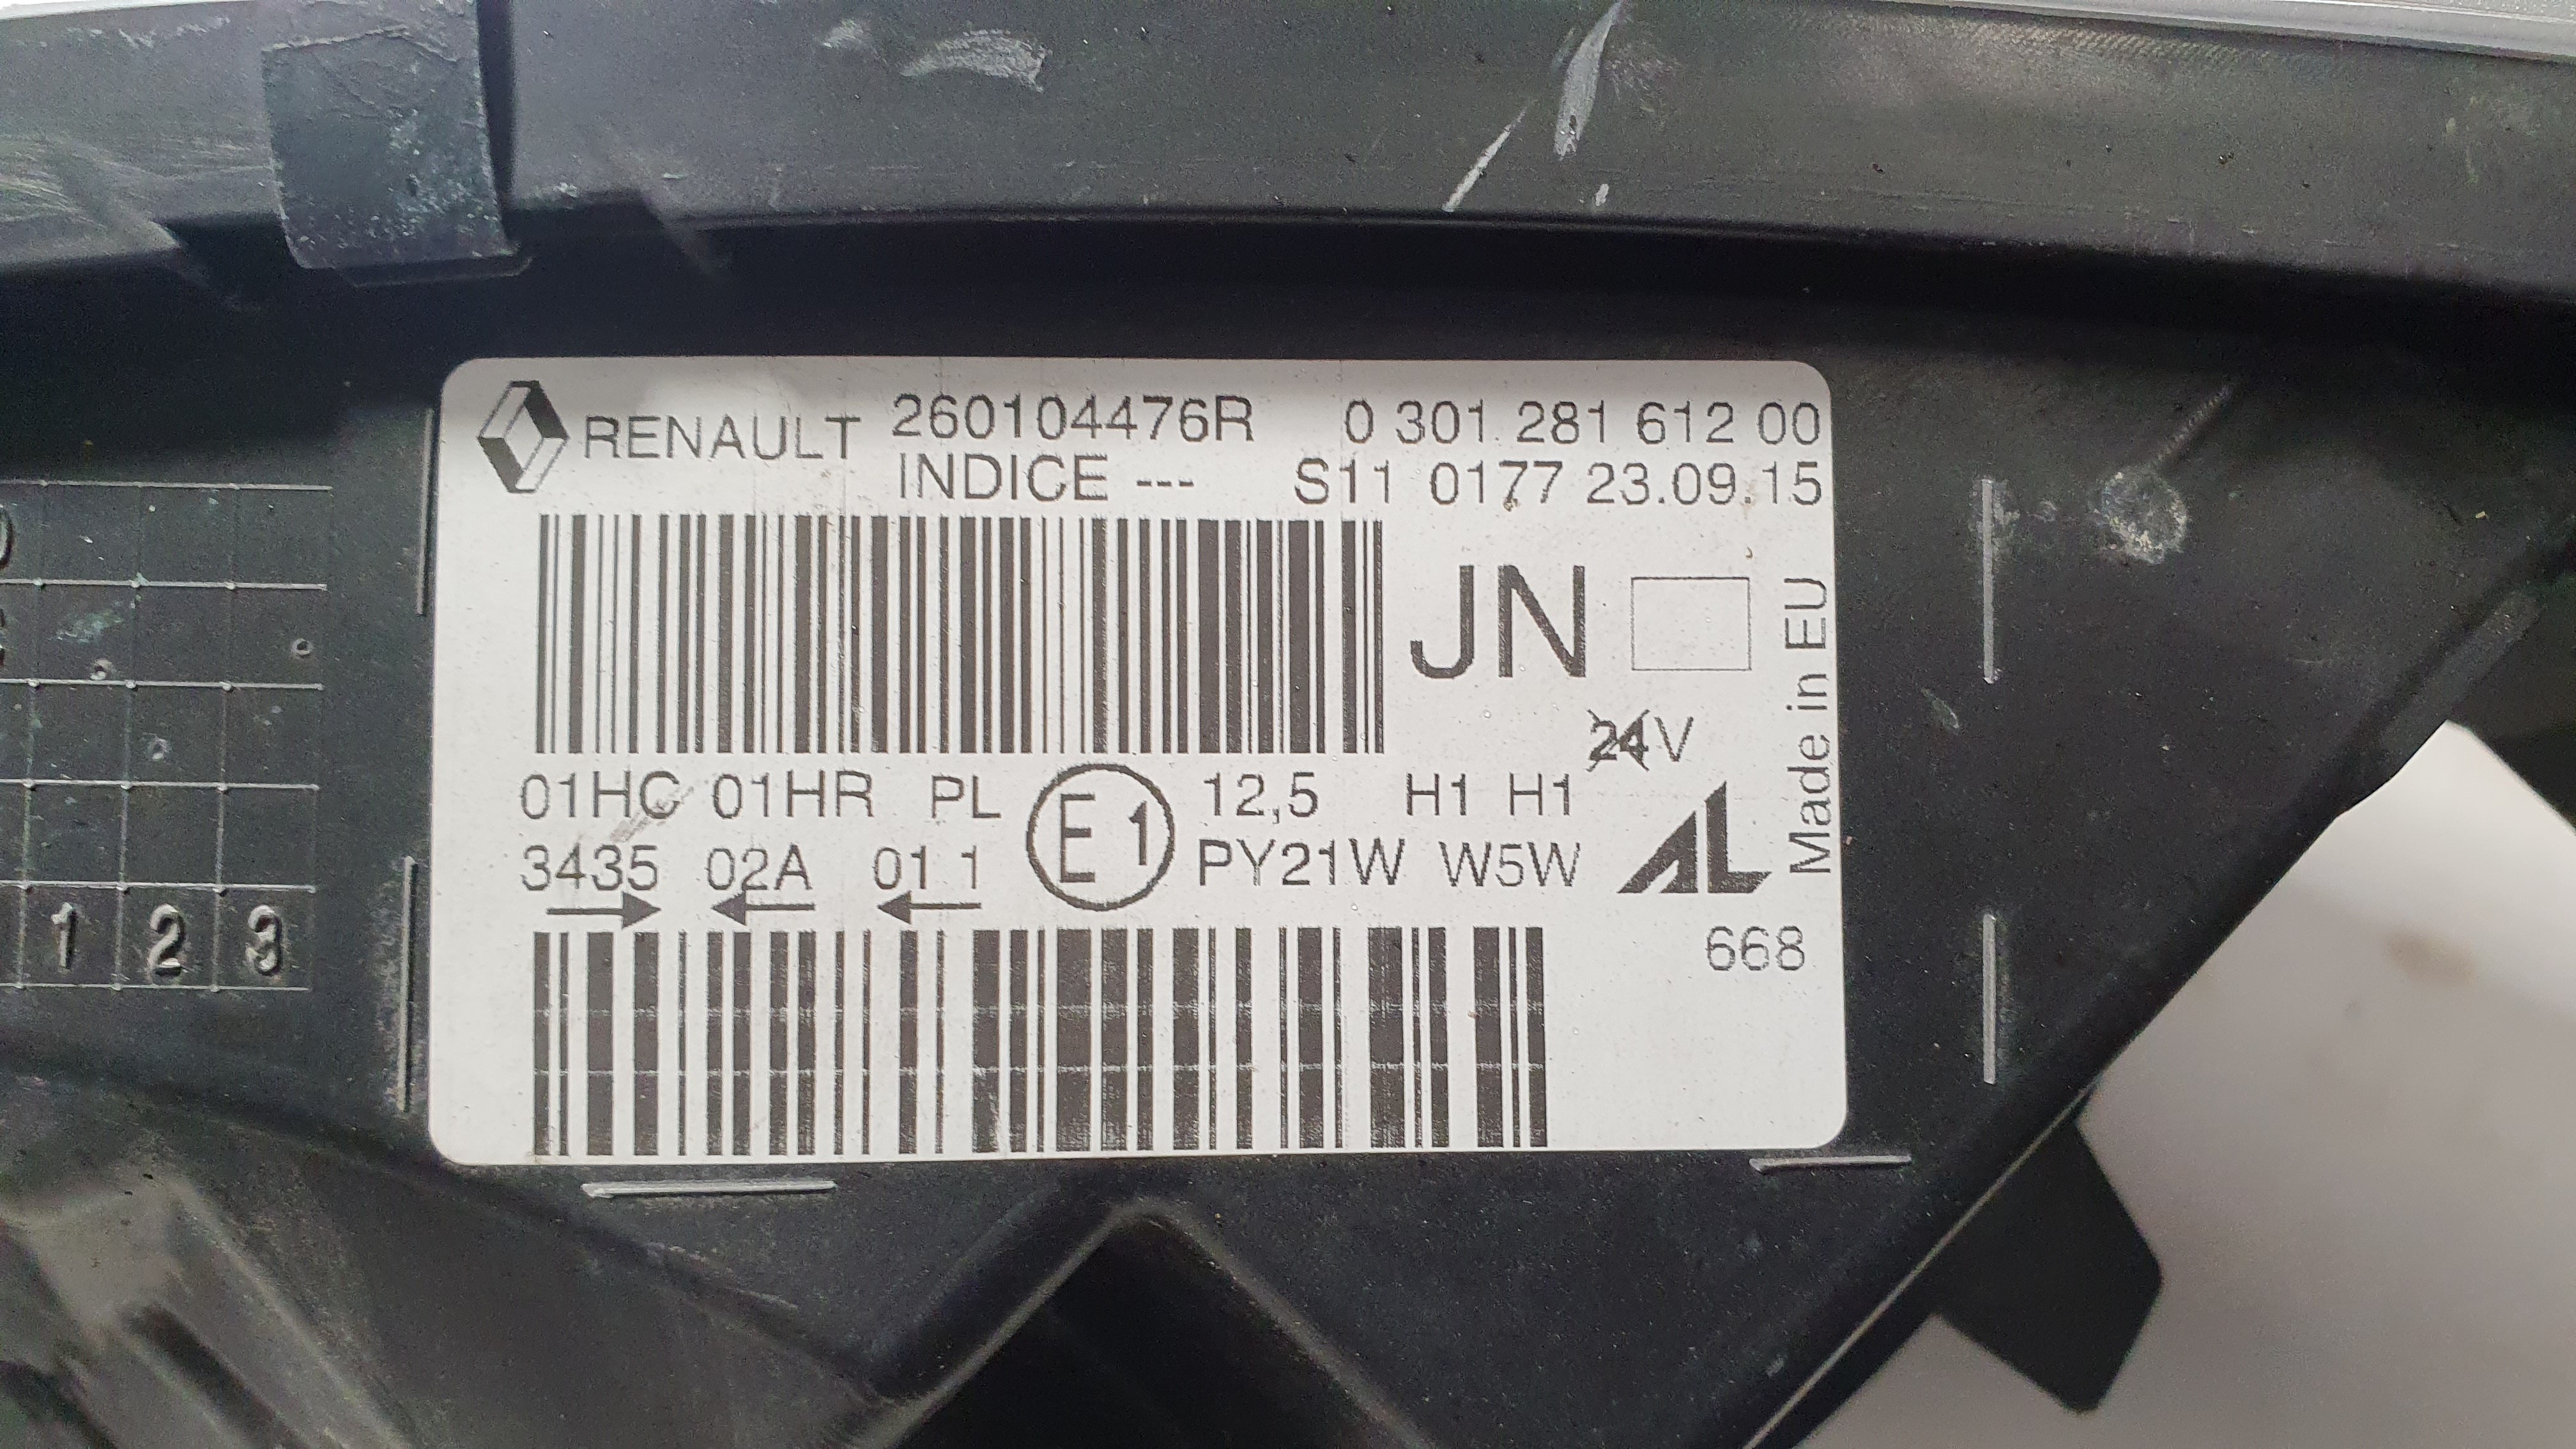 RENAULT 260104476R 0 301 281 612 00
INDICE --- S11 0177 23.09.15
JN
24V
Made in EU
01HC 01HR PL E1 12,5 H1 H1
3435 02A 01 1 PY21W W5W AL
668
1 2 3